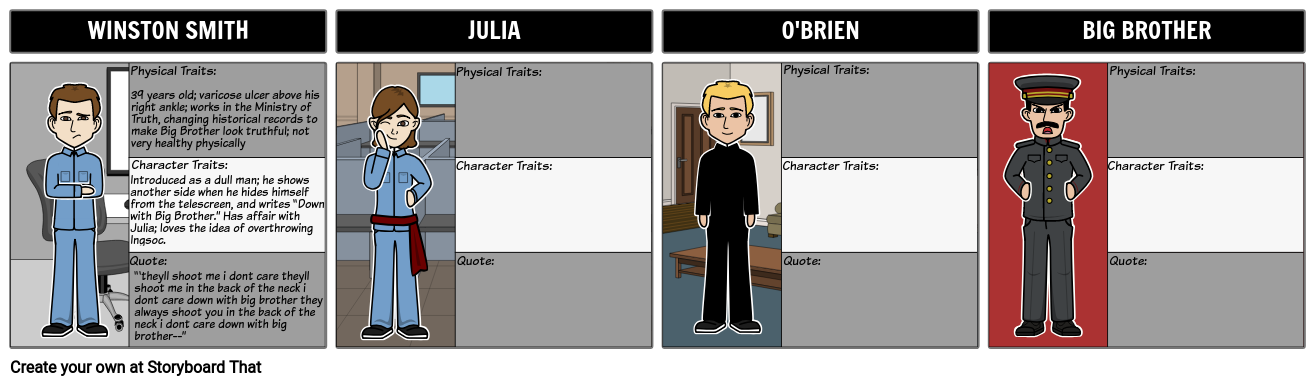 WINSTON SMITH
Physical Traits:
39 years old; varicose ulcer above his
right ankle; works in the Ministry of
Truth, changing historical records to
make Big Brother look truthful; not
very healthy physically
Character Traits:
Introduced as a dull man; he shows
another side when he hides himself
from the telescreen, and writes “Down
with Big Brother.” Has affair with
Julia; loves the idea of overthrowing
Ingsoc.
Quote:
"'theyll shoot me i dont care theyll
shoot me in the back of the neck i
dont care down with big brother they
always shoot you in the back of the
neck i dont care down with big
brother--"
JULIA
Physical Traits:
Character Traits:
Quote:
O'BRIEN
Physical Traits:
Character Traits:
Quote:
BIG BROTHER
Physical Traits:
Character Traits:
Quote:
Create your own at Storyboard That